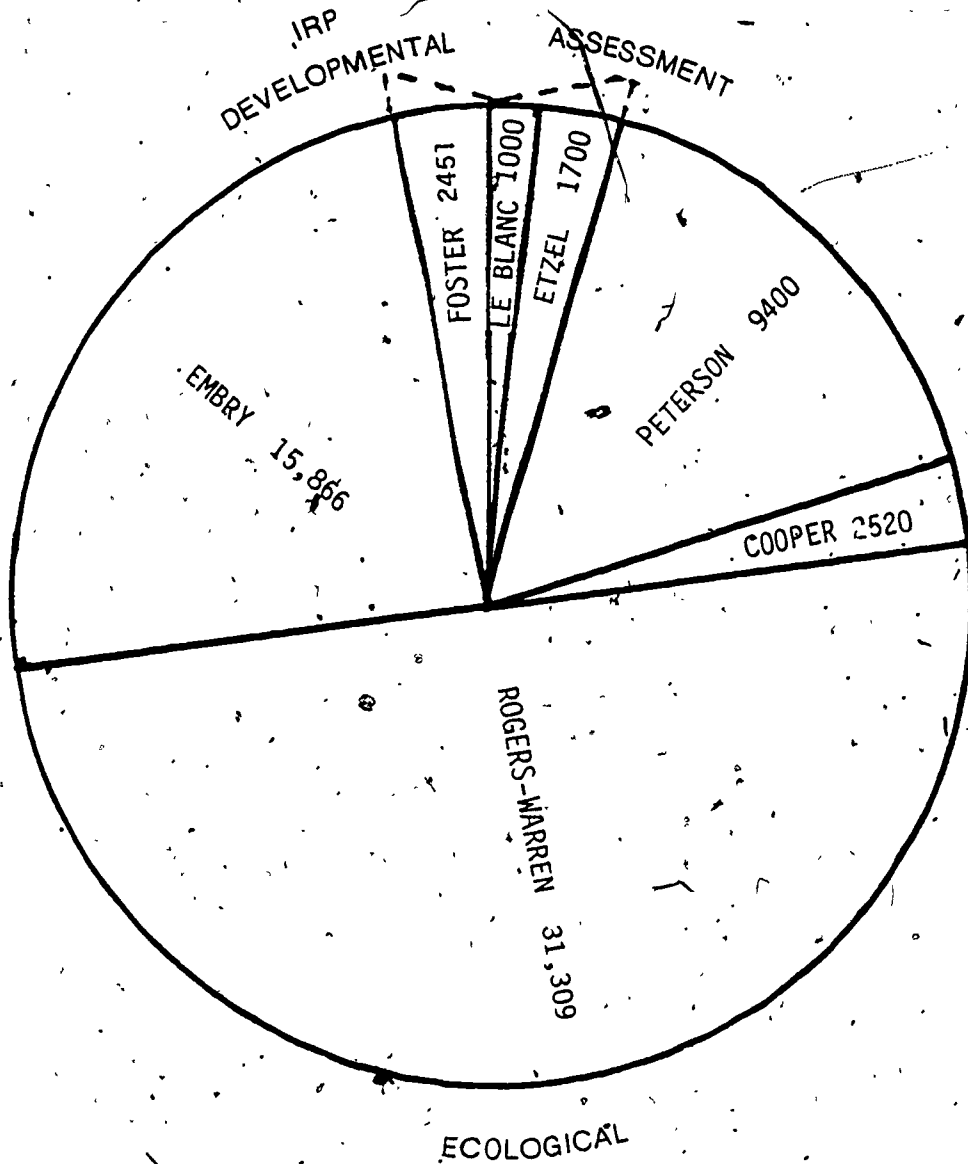 IRP
DEVELOPMENTAL
ASSESSMENT
FOSTER 2451
LE BLANC 1000
ETZEL 1700
PETERSON 9400
COOPER 2520
EMBRY 15,866
ROGERS-WARREN 31,309
ECOLOGICAL